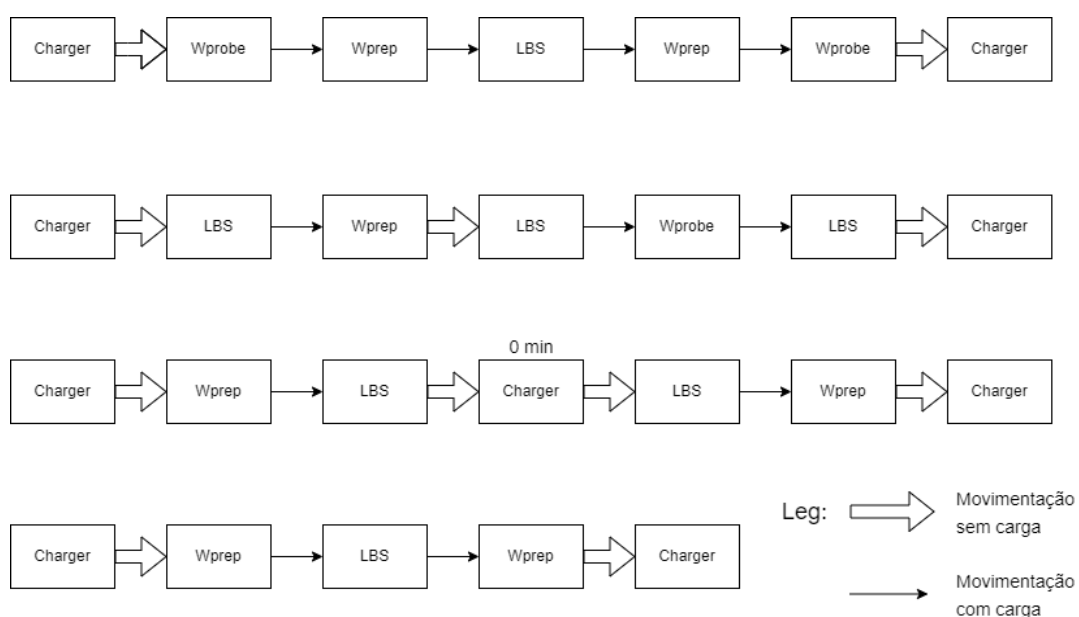 Charger Wprobe Wprep LBS Wprep Wprobe Charger
Charger LBS Wprep LBS Wprobe LBS Charger
0 min
Charger Wprep LBS Charger LBS Wprep Charger
Charger Wprep LBS Wprep Charger
Leg:
Movimentação
sem carga
Movimentação
com carga